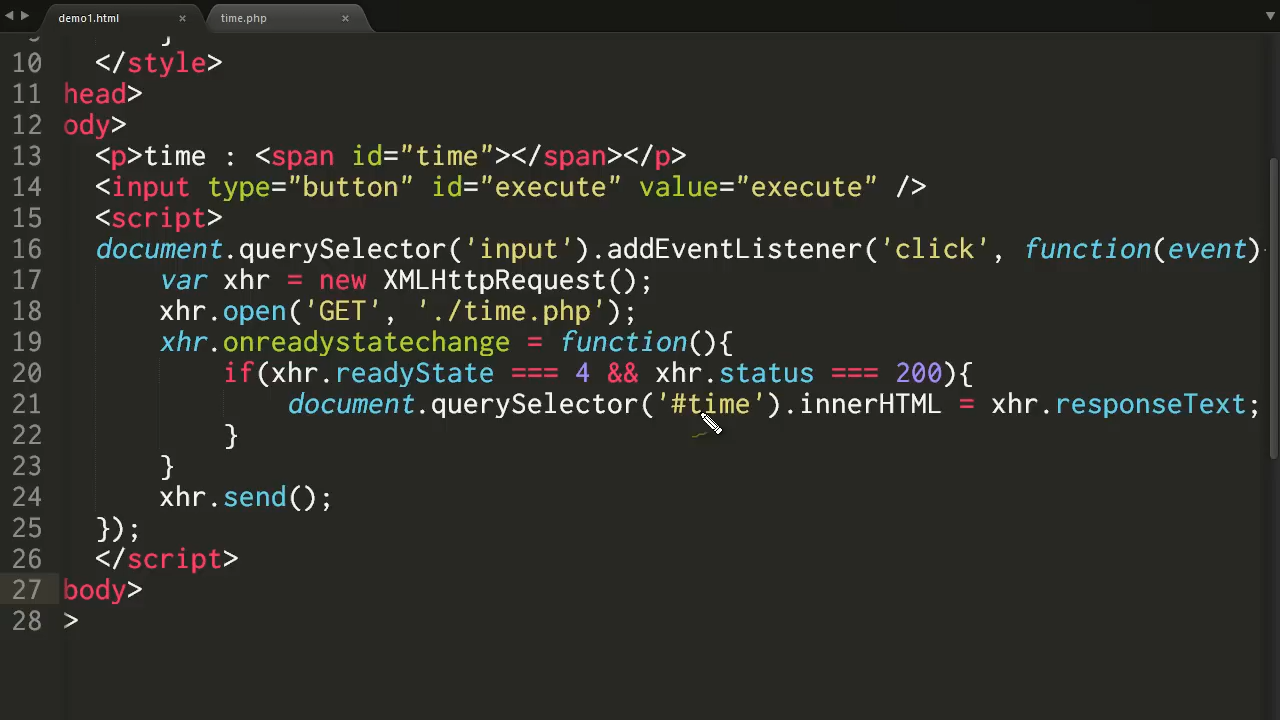 demo1.html
time.php
10 </style>
11 head>
12 ody>
13 <p>time : <span id="time"></span></p>
14 <input type="button" id="execute" value="execute" />
15 <script>
16 document.querySelector('input').addEventListener('click', function(event)
17 var xhr = new XMLHttpRequest();
18 xhr.open('GET', './time.php');
19 xhr.onreadystatechange = function(){
20 if(xhr.readyState === 4 && xhr.status === 200){
21 document.querySelector('#time').innerHTML = xhr.responseText;
22 }
23 }
24 xhr.send();
25 });
26 </script>
27 body>
28 >